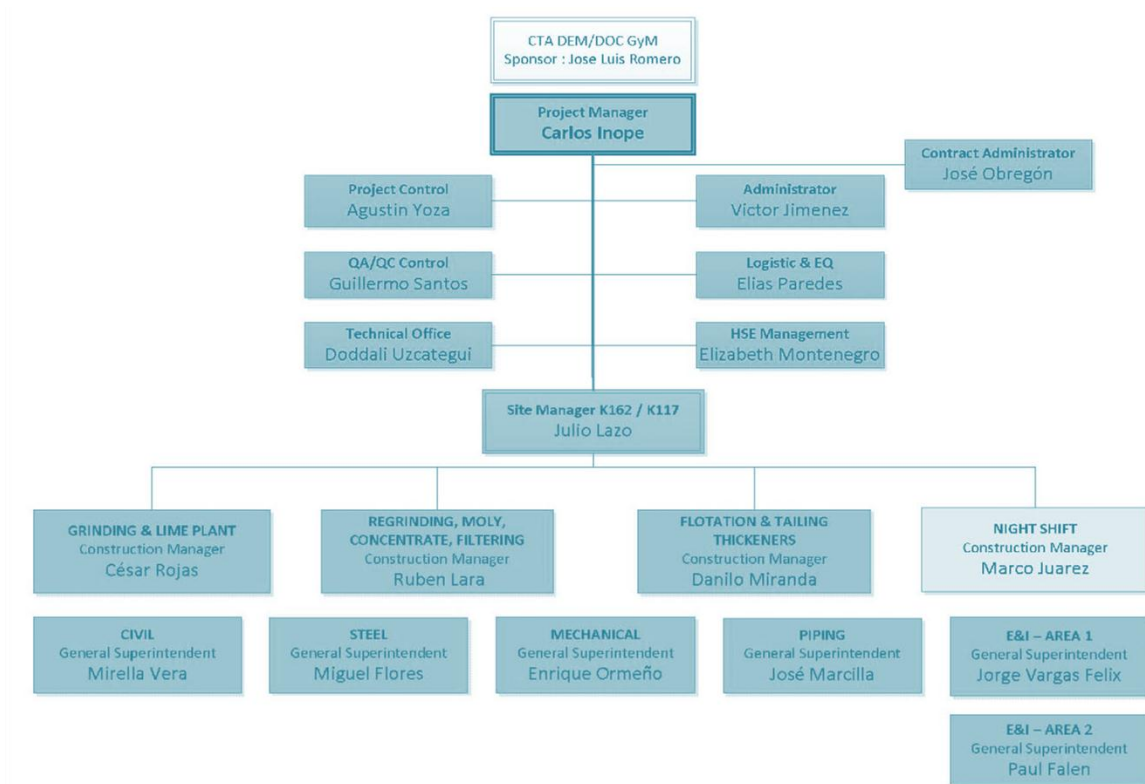 CTA DEM/DOC GyM
Sponsor : Jose Luis Romero
Project Manager
Carlos Inope
Contract Administrator
José Obregón
Project Control
Agustin Yoza
Administrator
Victor Jimenez
QA/QC Control
Guillermo Santos
Logistic & EQ
Elias Paredes
Technical Office
Doddali Uzcategui
HSE Management
Elizabeth Montenegro
Site Manager K162 / K117
Julio Lazo
GRINDING & LIME PLANT
Construction Manager
César Rojas
REGRINDING, MOLY,
CONCENTRATE, FILTERING
Construction Manager
Ruben Lara
FLOTATION & TAILING
THICKENERS
Construction Manager
Danilo Miranda
NIGHT SHIFT
Construction Manager
Marco Juarez
CIVIL
General Superintendent
Mirella Vera
STEEL
General Superintendent
Miguel Flores
MECHANICAL
General Superintendent
Enrique Ormeño
PIPING
General Superintendent
José Marcilla
E&I – AREA 1
General Superintendent
Jorge Vargas Felix
E&I – AREA 2
General Superintendent
Paul Falen